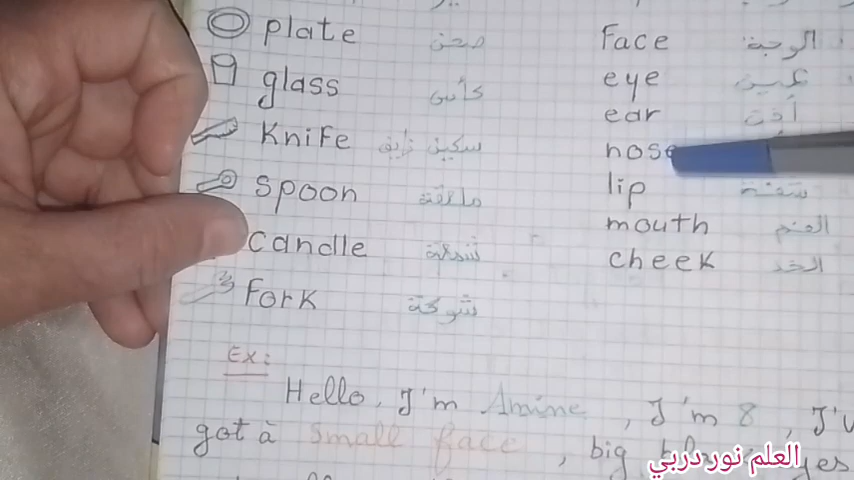 plate صحن
glass كأس
Knife سكين
spoon ملعقة
candle شمعة
Fork شوكة
Face الوجه
eye عين
ear أذن
nose
lip شفة
mouth الفم
cheek الخد
Ex:
Hello, I'm Amine, I'm 8, I'v
got a small face, big
العلم نور دربي